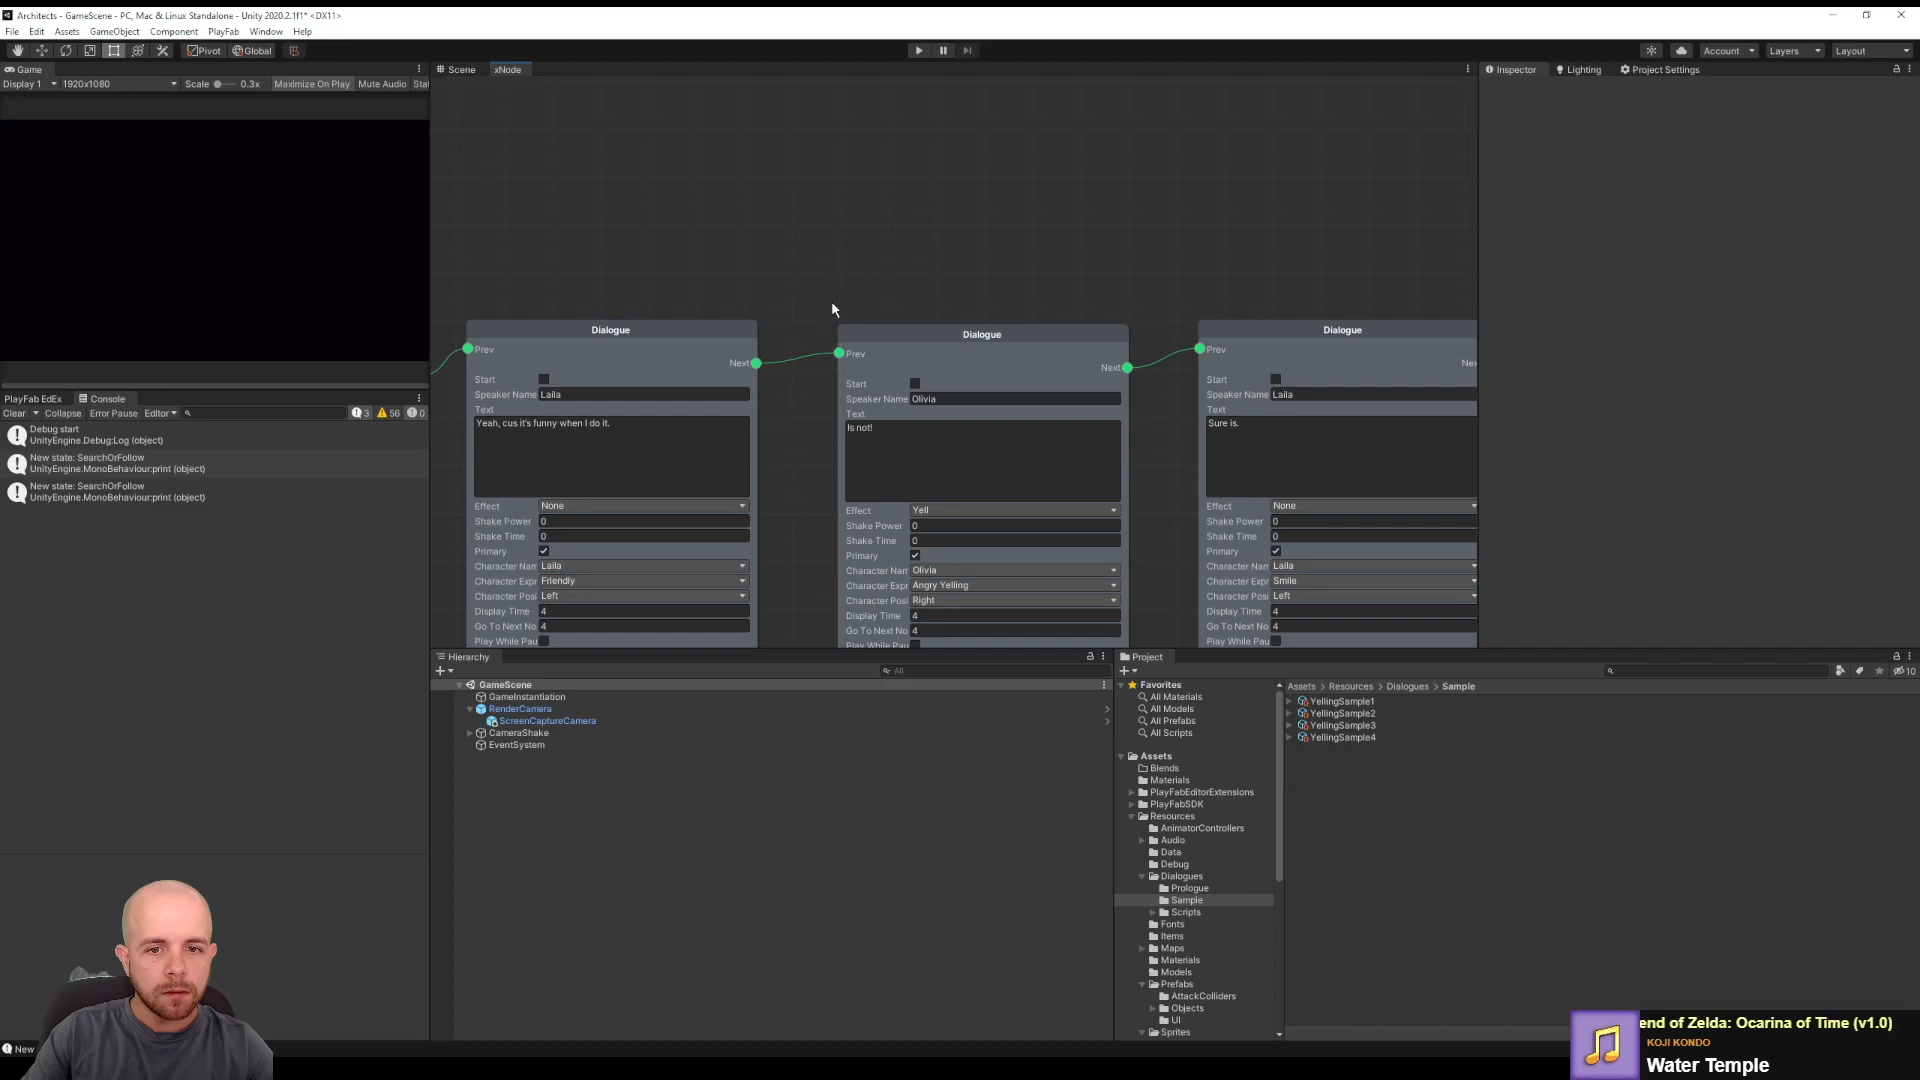 Architects - GameScene - PC, Mac & Linux Standalone - Unity 2020.2.1f1* <DX11>
File Edit Assets GameObject Component PlayFab Window Help
Pivot Global Account Layers Layout
Game
Display 1 1920x1080 Scale 0.3x Maximize On Play Mute Audio Stat
Scene xNode
Inspector Lighting Project Settings
Dialogue
Prev
Next
Start
Speaker Name Laila
Text
Yeah, cus it's funny when I do it.
Effect None
Shake Power 0
Shake Time 0
Primary
Character Nam Laila
Character Expr Friendly
Character Posi Left
Display Time 4
Go To Next No 4
Play While Pau
Dialogue
Prev
Next
Start
Speaker Name Olivia
Text
Is not!
Effect Yell
Shake Power 0
Shake Time 0
Primary
Character Nam Olivia
Character Expr Angry Yelling
Character Posi Right
Display Time 4
Go To Next No 4
Play While Pau
Dialogue
Prev
Nex
Start
Speaker Name Laila
Text
Sure is.
Effect None
Shake Power 0
Shake Time 0
Primary
Character Nam Laila
Character Expr Smile
Character Posi Left
Display Time 4
Go To Next No 4
Play While Pau
PlayFab EdEx Console
Clear Collapse Error Pause Editor 3 56 0
Debug start
UnityEngine.Debug:Log (object)
New state: SearchOrFollow
UnityEngine.MonoBehaviour:print (object)
New state: SearchOrFollow
UnityEngine.MonoBehaviour:print (object)
New
Hierarchy
All
GameScene
GameInstantiation
RenderCamera
ScreenCaptureCamera
CameraShake
EventSystem
Project
10
Favorites
All Materials
All Models
All Prefabs
All Scripts
Assets
Blends
Materials
PlayFabEditorExtensions
PlayFabSDK
Resources
AnimatorControllers
Audio
Data
Debug
Dialogues
Prologue
Sample
Scripts
Fonts
Items
Maps
Materials
Models
Prefabs
AttackColliders
Objects
UI
Sprites
Assets > Resources > Dialogues > Sample
YellingSample1
YellingSample2
YellingSample3
YellingSample4
end of Zelda: Ocarina of Time (v1.0)
KOJI KONDO
Water Temple